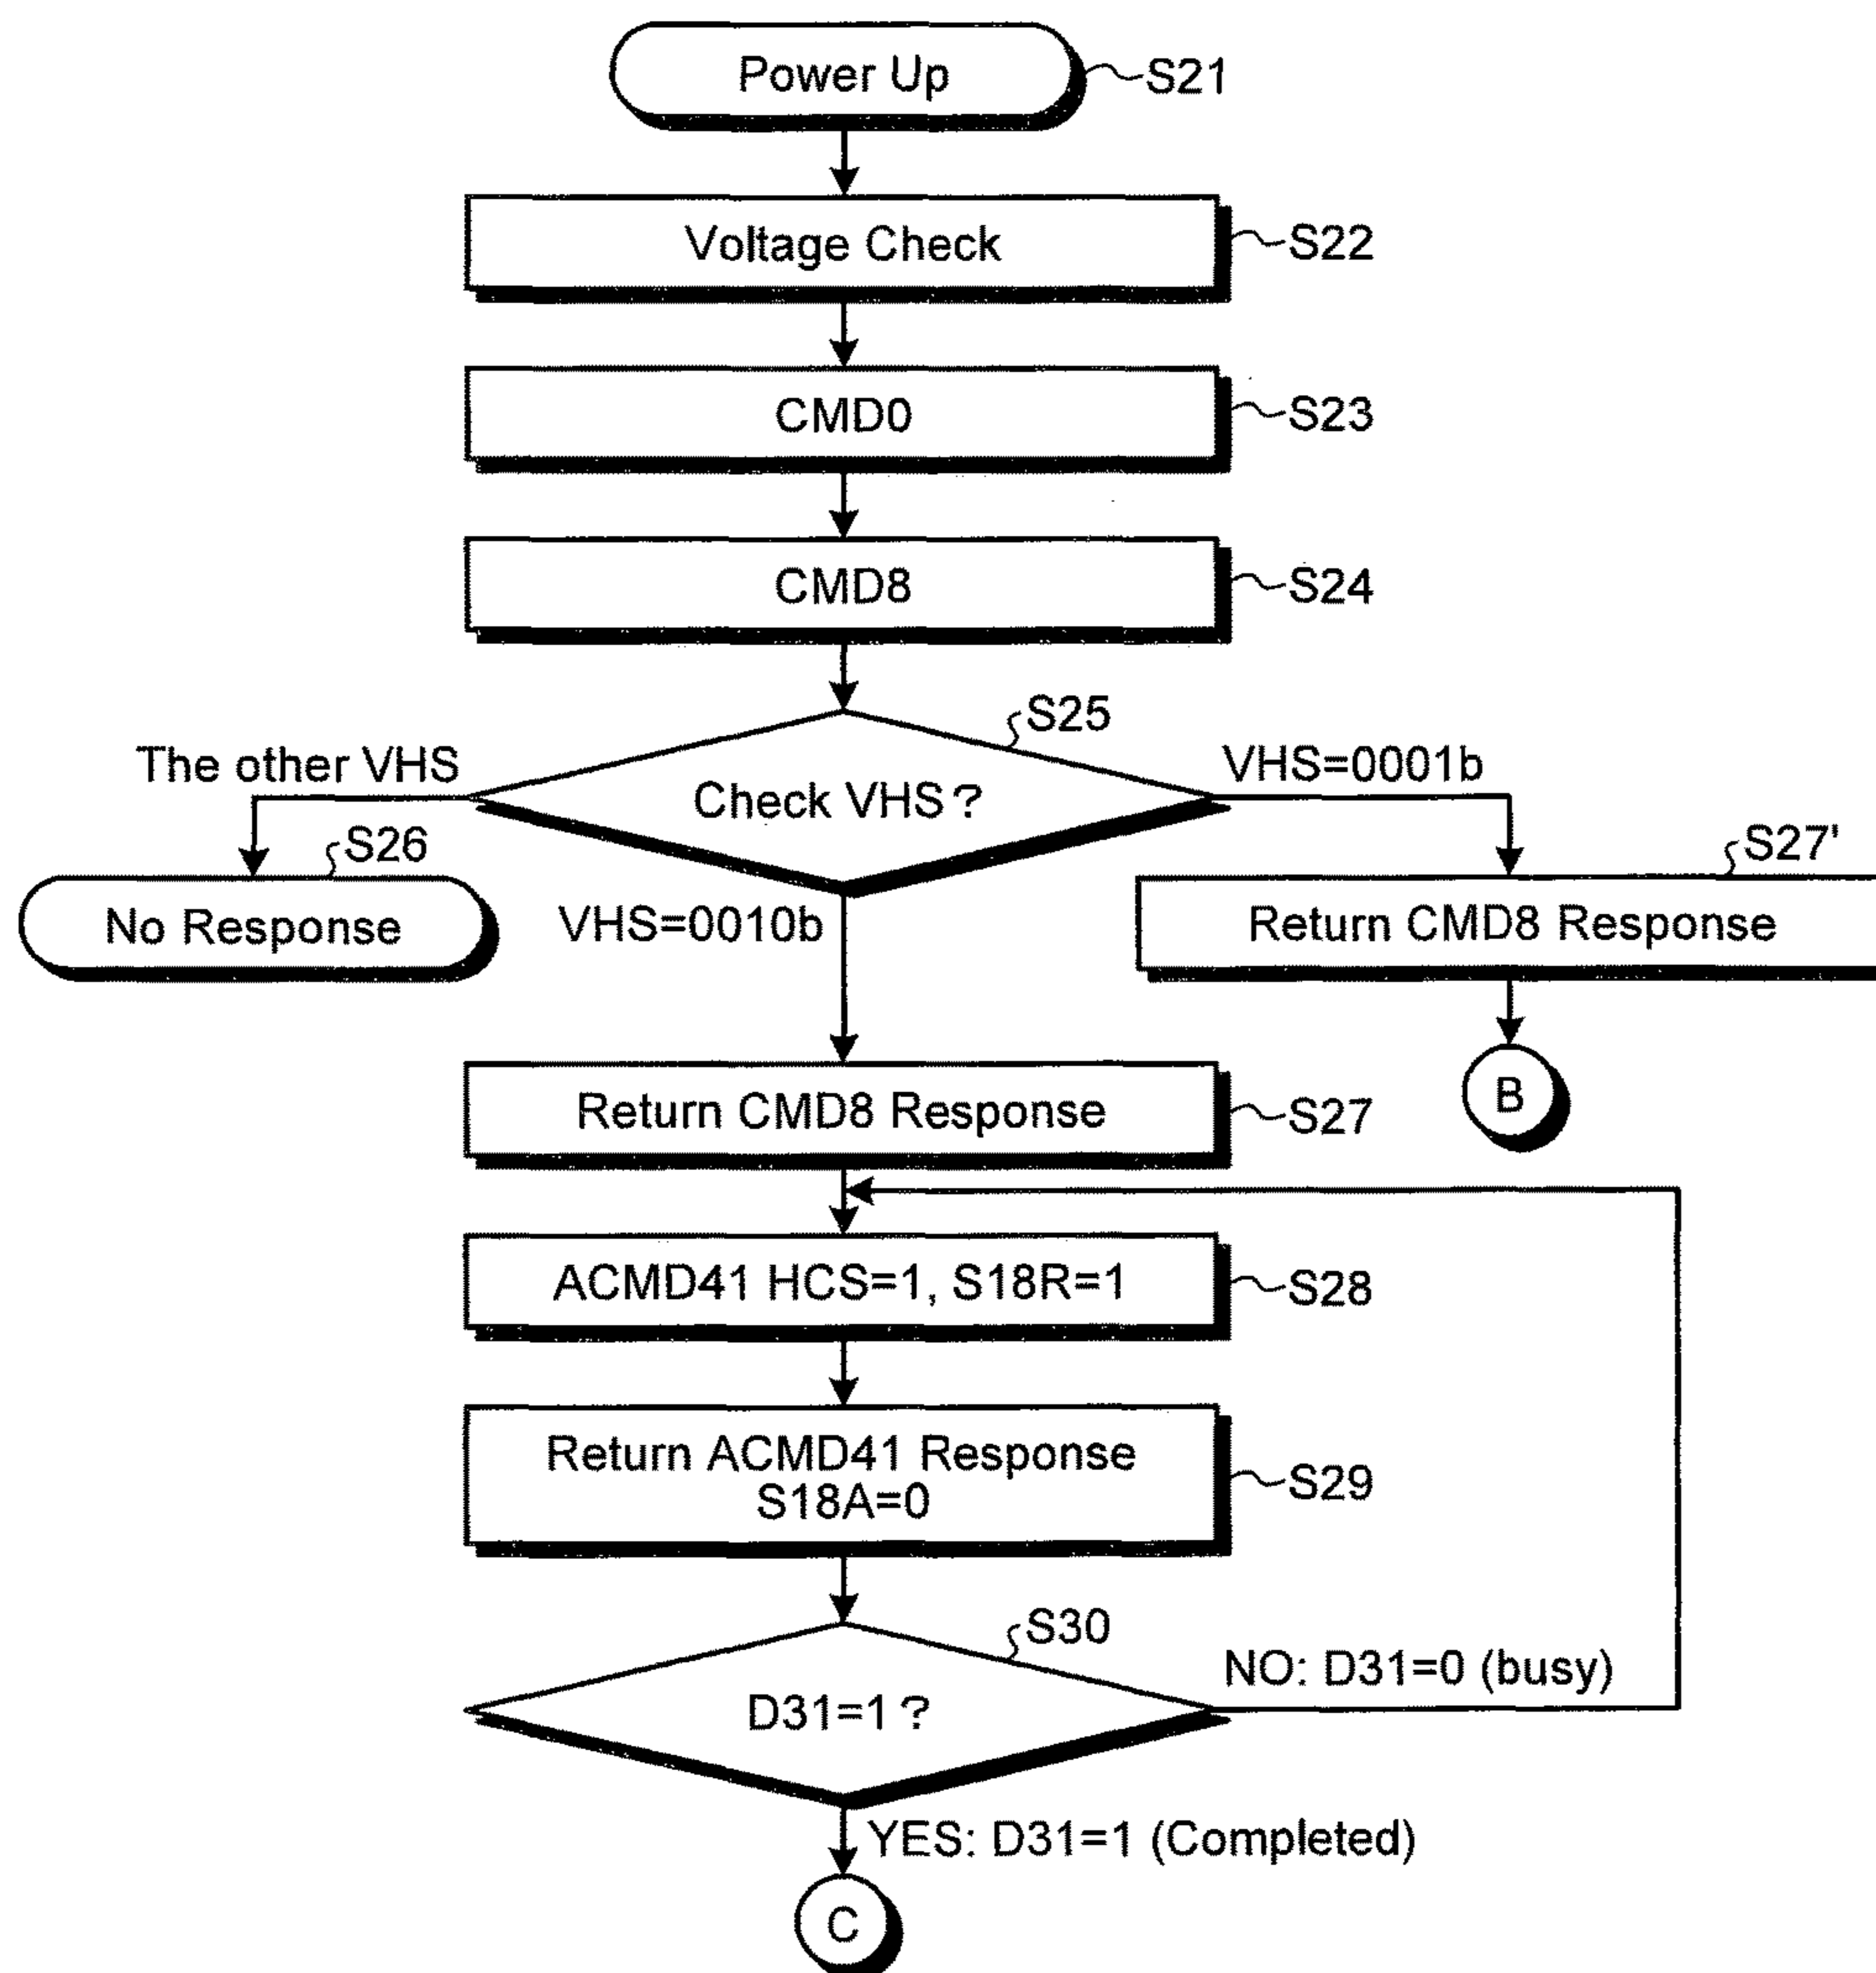 Power Up
S21
Voltage Check
S22
CMD0
S23
CMD8
S24
S25
The other VHS
VHS=0001b
Check VHS?
S26
S27'
No Response
VHS=0010b
Return CMD8 Response
B
Return CMD8 Response
S27
ACMD41 HCS=1, S18R=1
S28
Return ACMD41 Response
S18A=0
S29
S30
NO: D31=0 (busy)
D31=1?
YES: D31=1 (Completed)
C